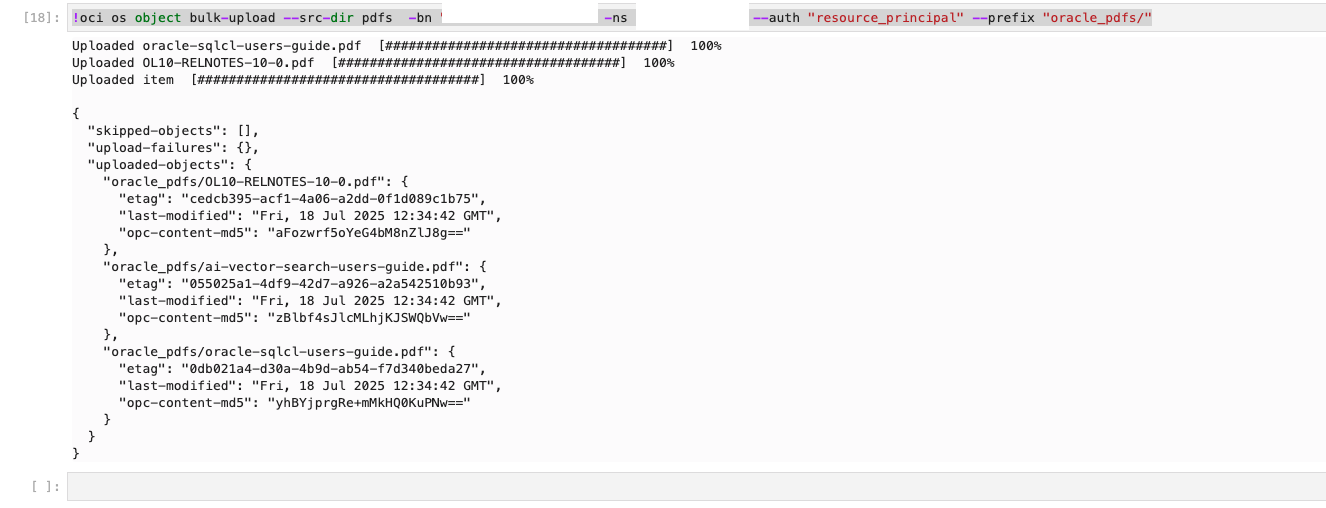 [18]: !oci os object bulk-upload --src-dir pdfs -bn " -ns --auth "resource_principal" --prefix "oracle_pdfs/"
Uploaded oracle-sqlcl-users-guide.pdf [####################################] 100%
Uploaded OL10-RELNOTES-10-0.pdf [####################################] 100%
Uploaded item [####################################] 100%
{
"skipped-objects": [],
"upload-failures": {},
"uploaded-objects": {
"oracle_pdfs/OL10-RELNOTES-10-0.pdf": {
"etag": "cedcb395-acf1-4a06-a2dd-0f1d089c1b75",
"last-modified": "Fri, 18 Jul 2025 12:34:42 GMT",
"opc-content-md5": "aFozwrf5oYeG4bM8nZlJ8g=="
},
"oracle_pdfs/ai-vector-search-users-guide.pdf": {
"etag": "055025a1-4df9-42d7-a926-a2a542510b93",
"last-modified": "Fri, 18 Jul 2025 12:34:42 GMT",
"opc-content-md5": "zBlbf4sJlcMLhjKJSWQbVw=="
},
"oracle_pdfs/oracle-sqlcl-users-guide.pdf": {
"etag": "0db021a4-d30a-4b9d-ab54-f7d340beda27",
"last-modified": "Fri, 18 Jul 2025 12:34:42 GMT",
"opc-content-md5": "yhBYjprgRe+mMkHQ0KuPNw=="
}
}
}
[ ]: